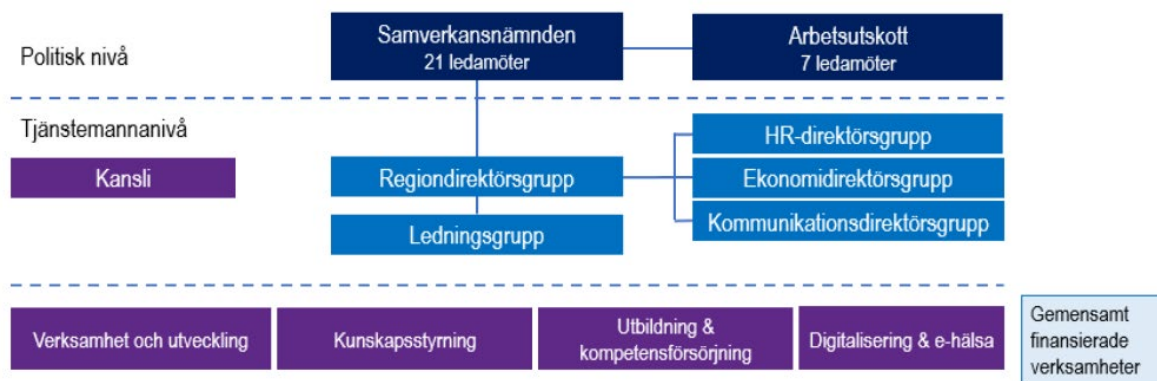 Politisk nivå
Samverkansnämnden
21 ledamöter
Arbetsutskott
7 ledamöter
Tjänstemannanivå
Kansli
Regiondirektörsgrupp
Ledningsgrupp
HR-direktörsgrupp
Ekonomidirektörsgrupp
Kommunikationsdirektörsgrupp
Verksamhet och utveckling
Kunskapsstyrning
Utbildning &
kompetensförsörjning
Digitalisering & e-hälsa
Gemensamt
finansierade
verksamheter